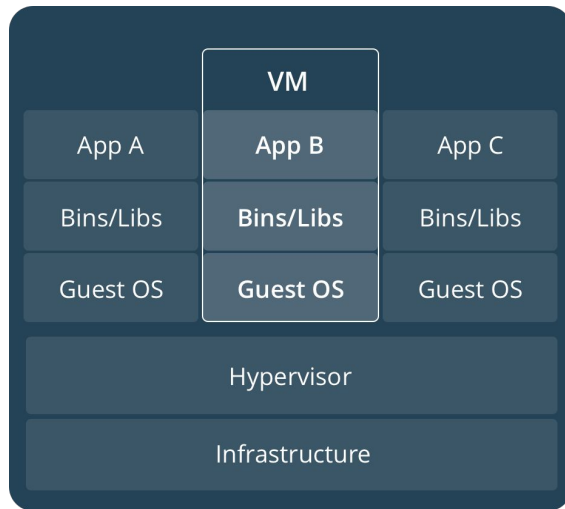 VM
App A
App B
App C
Bins/Libs
Bins/Libs
Bins/Libs
Guest OS
Guest OS
Guest OS
Hypervisor
Infrastructure